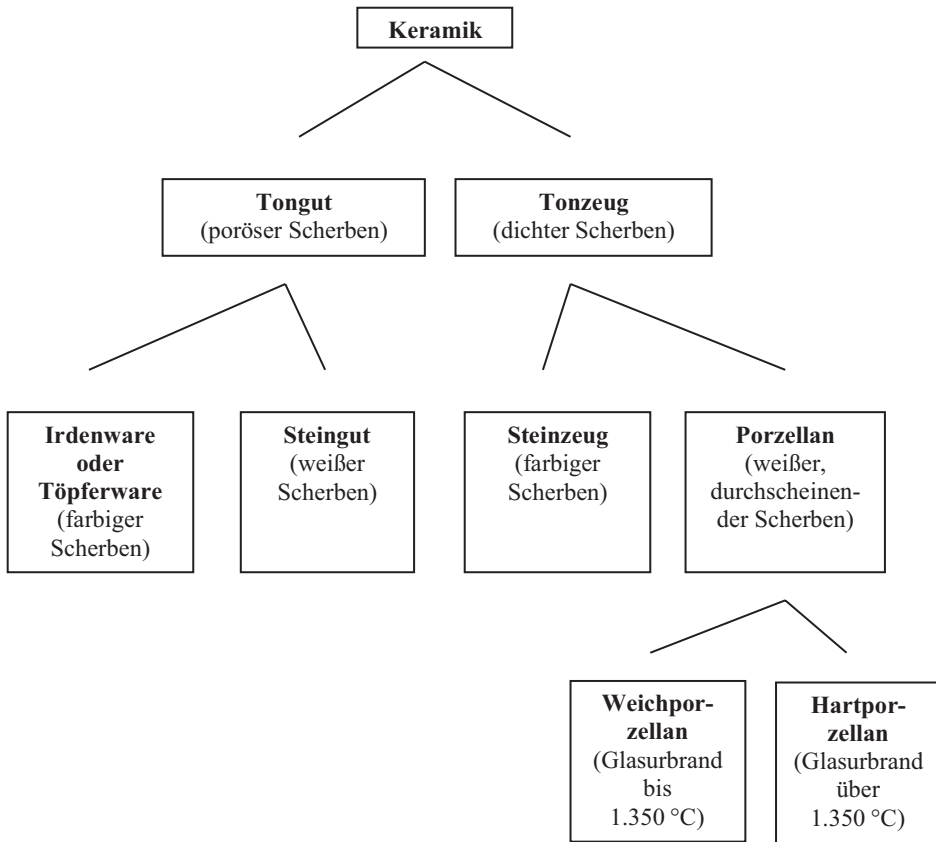 Keramik
Tongut
(poröser Scherben)
Tonzeug
(dichter Scherben)
Irdenware
oder
Töpferware
(farbiger
Scherben)
Steingut
(weißer
Scherben)
Steinzeug
(farbiger
Scherben)
Porzellan
(weißer,
durchscheinen-
der Scherben)
Weichpor-
zellan
(Glasurbrand
bis
1.350 °C)
Hartpor-
zellan
(Glasurbrand
über
1.350 °C)